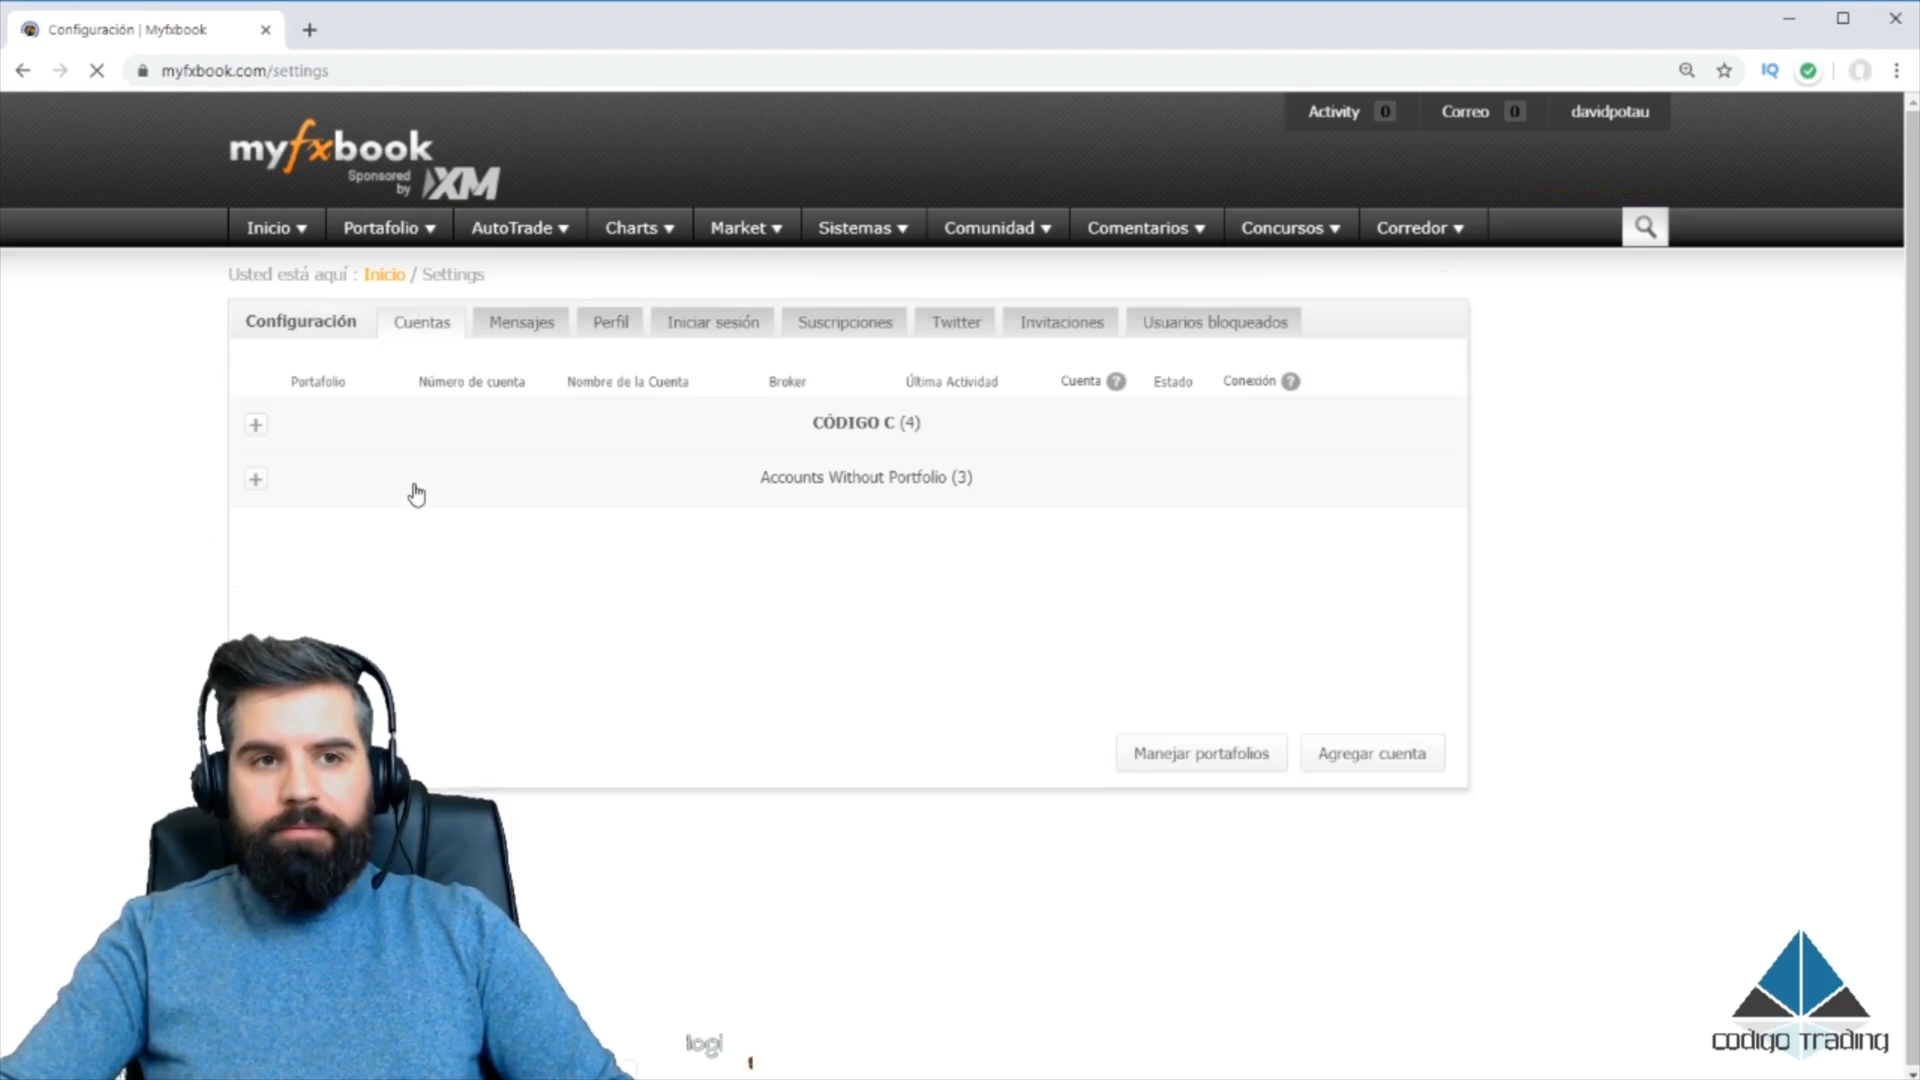 Configuración | Myfxbook
myfxbook.com/settings
IQ
Activity 0 Correo 0 davidpotau
myfxbook
Sponsored by XM
Inicio Portafolio AutoTrade Charts Market Sistemas Comunidad Comentarios Concursos Corredor
Usted está aquí : Inicio / Settings
Configuración Cuentas Mensajes Perfil Iniciar sesión Suscripciones Twitter Invitaciones Usuarios bloqueados
Portafolio Número de cuenta Nombre de la Cuenta Broker Última Actividad Cuenta ? Estado Conexión ?
+ CÓDIGO C (4)
+ Accounts Without Portfolio (3)
Manejar portafolios Agregar cuenta
logi
codigo trading